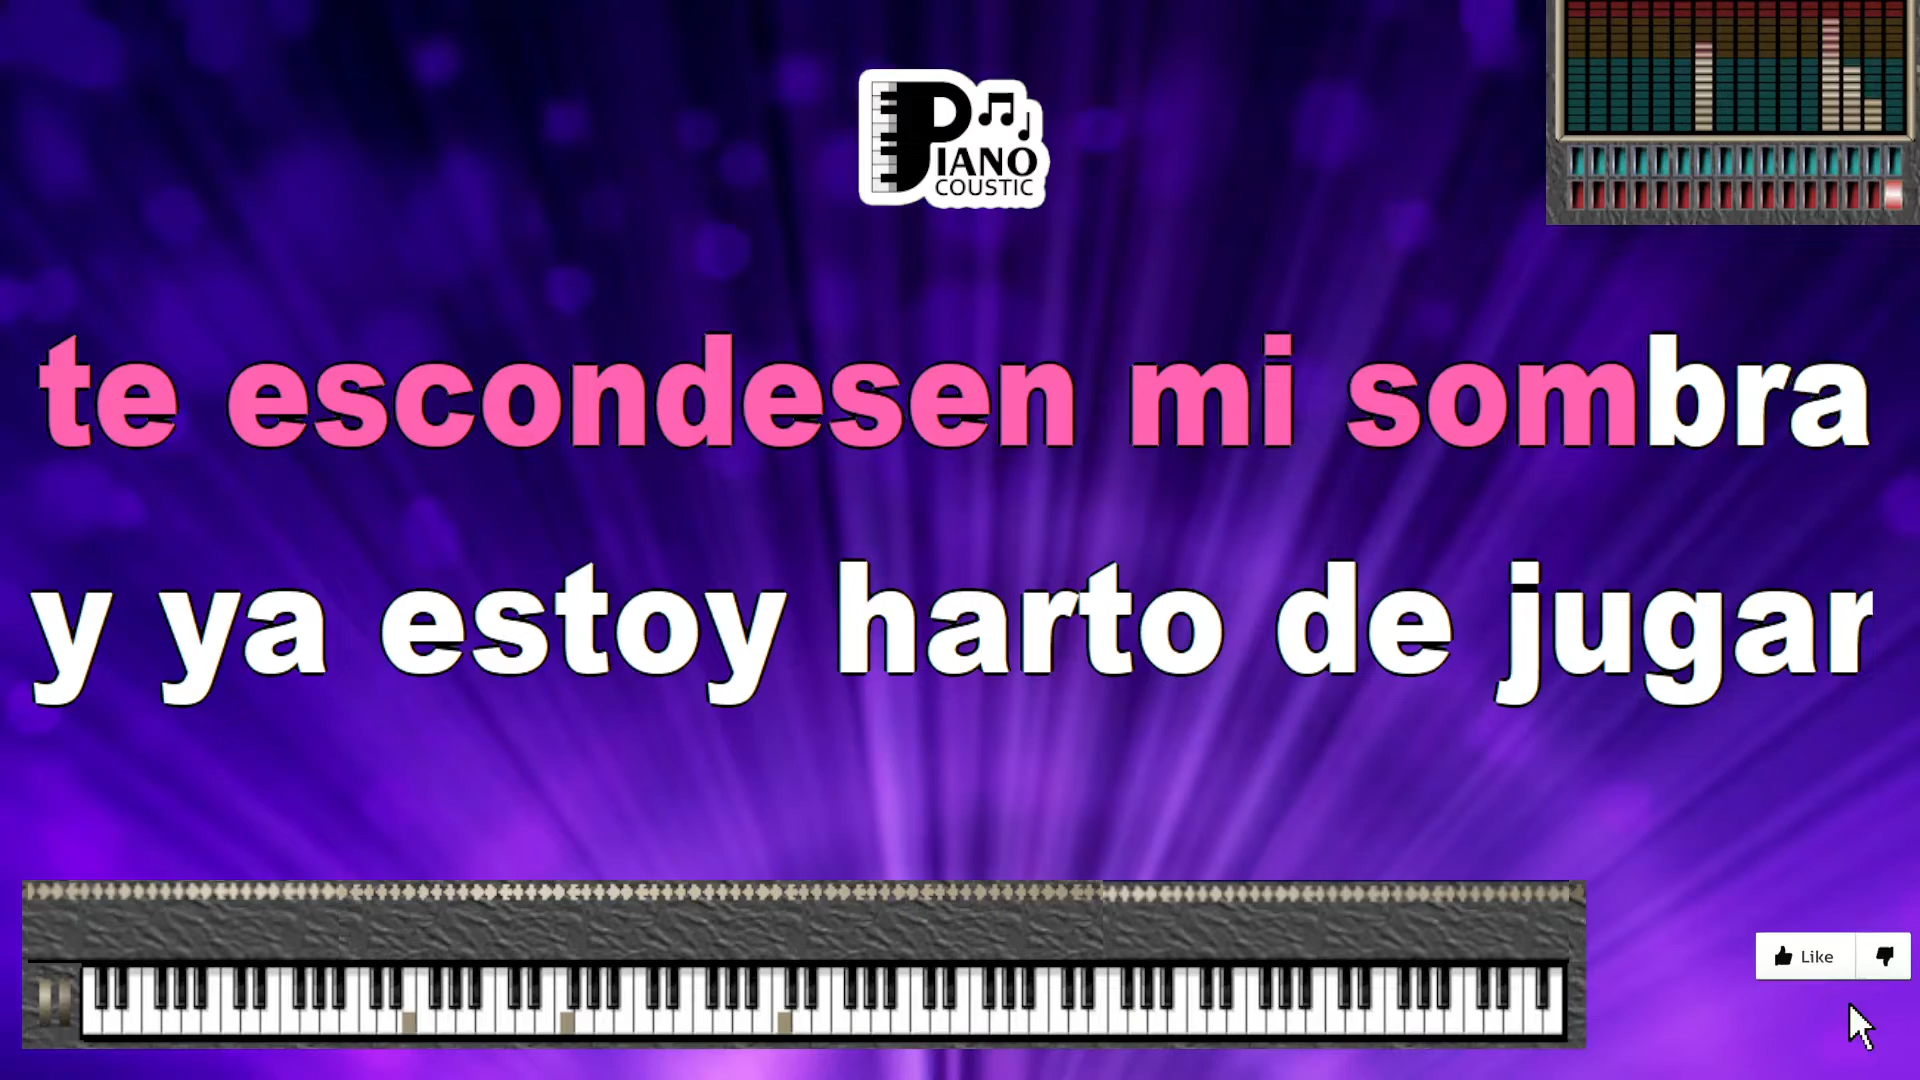 PIANO
COUSTIC
te escondesen mi sombra
y ya estoy harto de jugar
Like